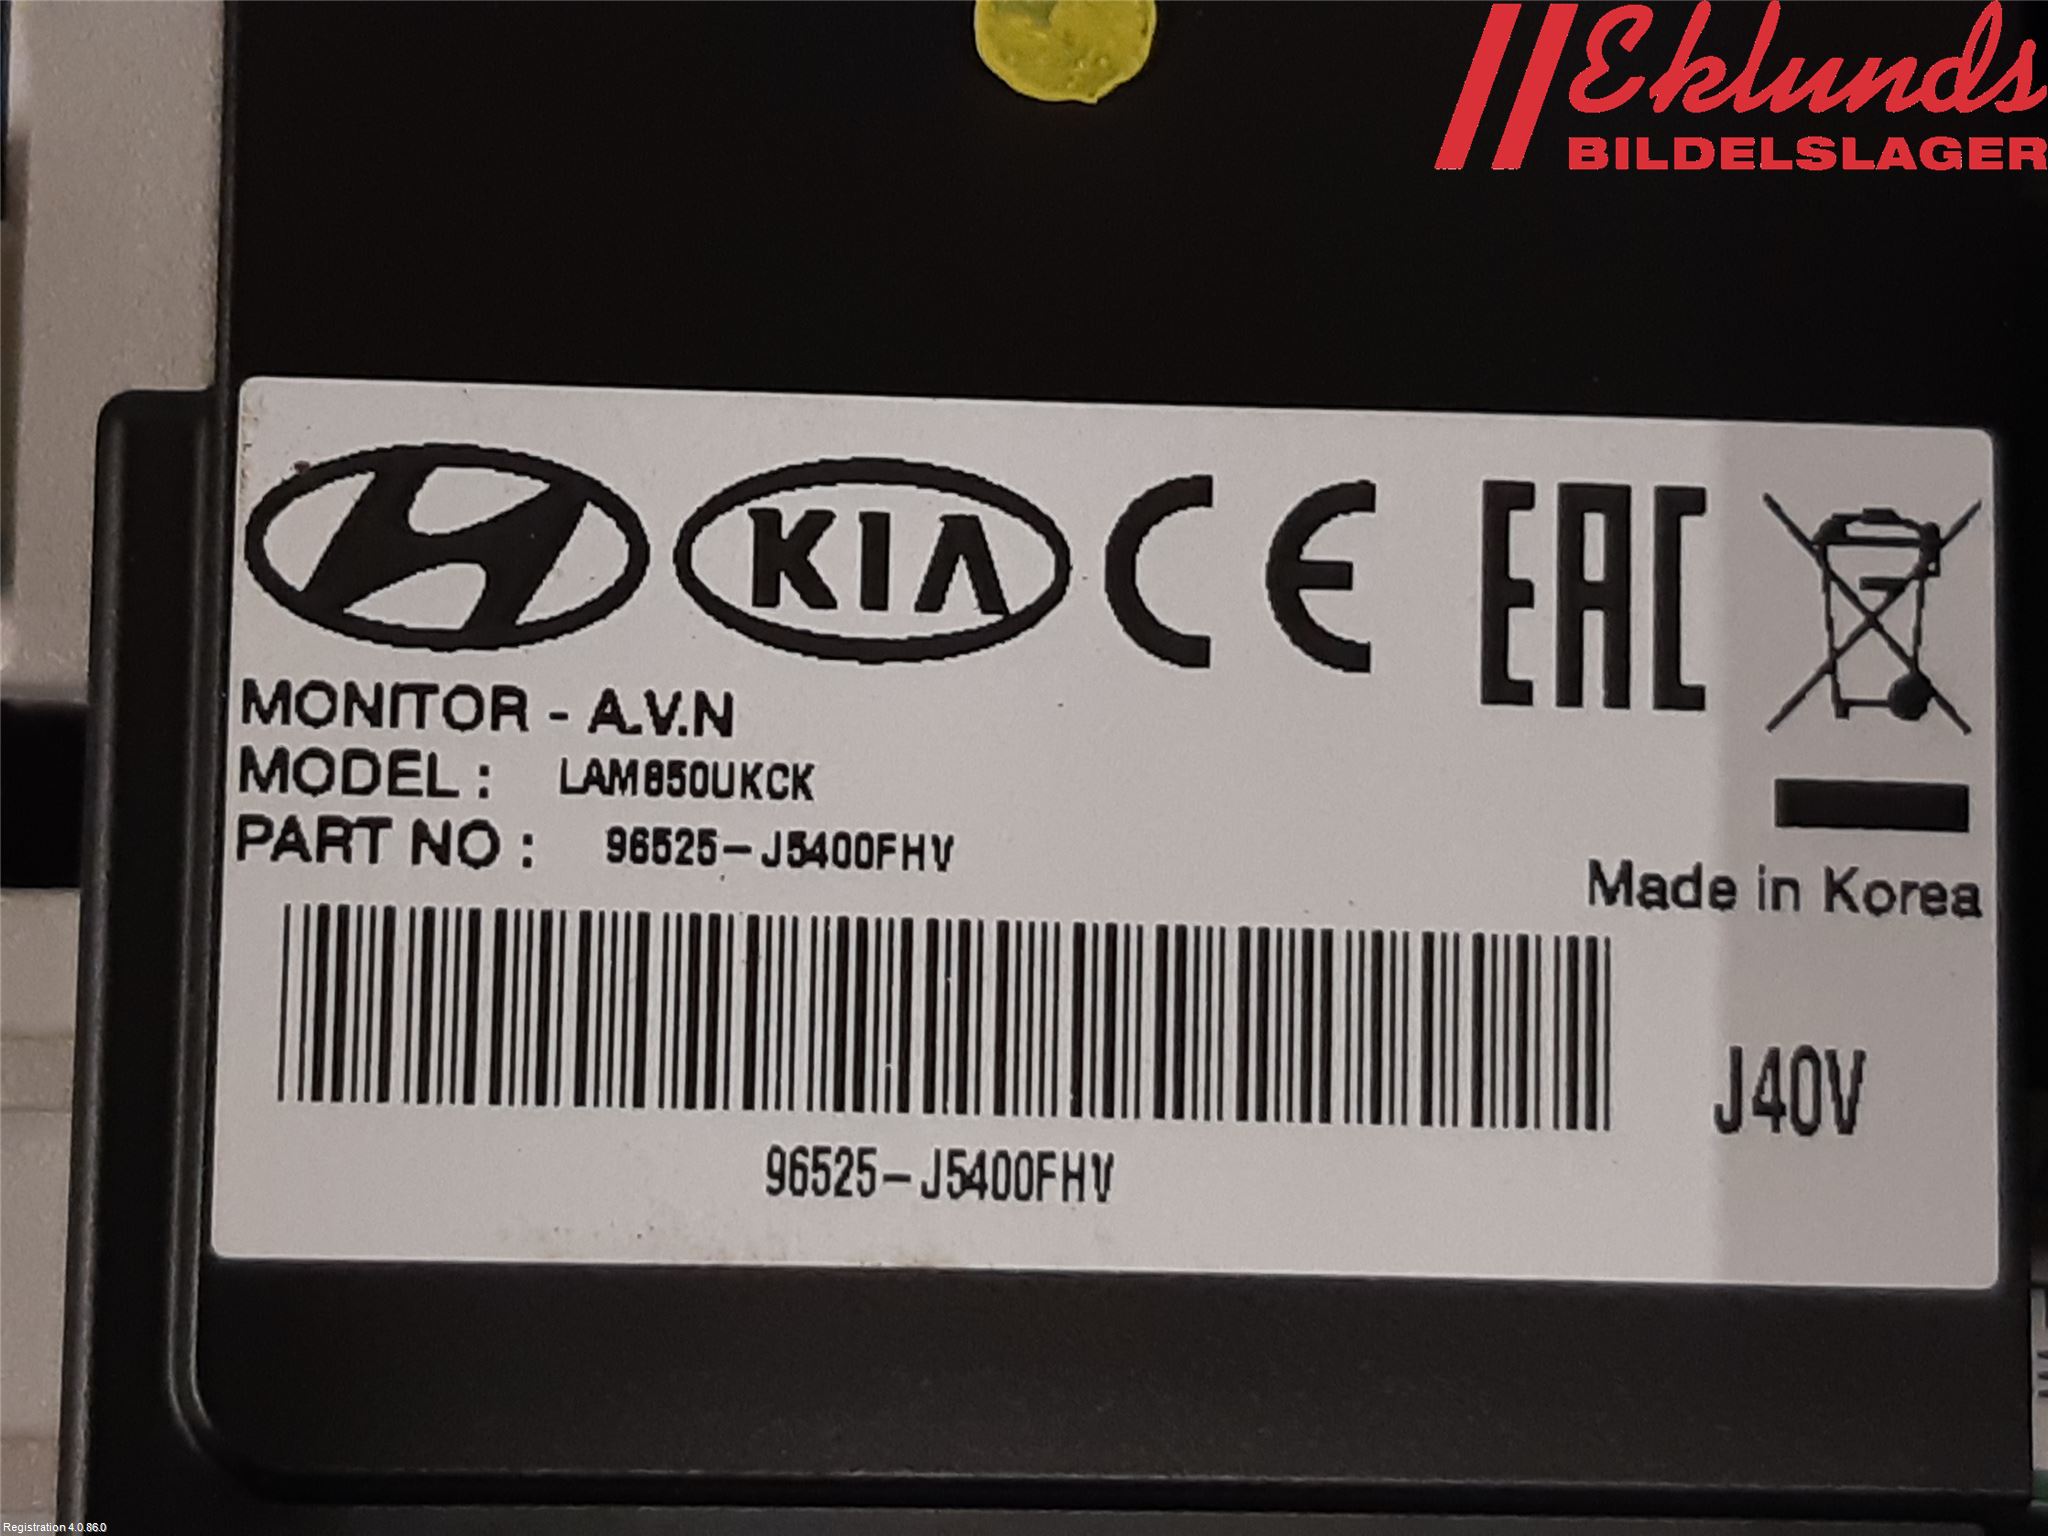 Eklunds
BILDELSLAGER
KIA CE EAC
MONITOR - A.V.N
MODEL : LAM850UKCK
PART NO : 96525-J5400FHV
Made in Korea
J40V
96525-J5400FHV
Registration 4.0.86.0